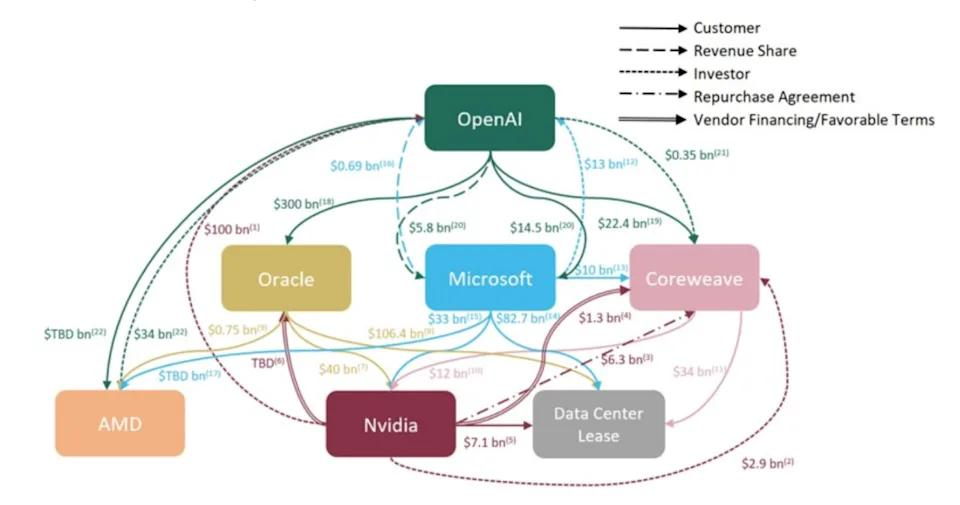 Customer
Revenue Share
Investor
Repurchase Agreement
Vendor Financing/Favorable Terms
OpenAI
$0.69 bn(16)
$13 bn(12)
$0.35 bn(21)
$300 bn(18)
$100 bn(1)
$5.8 bn(20)
$14.5 bn(20)
$22.4 bn(19)
Oracle
Microsoft
$10 bn(13)
Coreweave
$TBD bn(22)
$34 bn(22)
$0.75 bn(9)
$106.4 bn(8)
$33 bn(15)
$82.7 bn(14)
$1.3 bn(4)
TBD(6)
$TBD bn(17)
$40 bn(7)
$12 bn(10)
$6.3 bn(3)
$34 bn(11)
AMD
Nvidia
Data Center
Lease
$7.1 bn(5)
$2.9 bn(2)